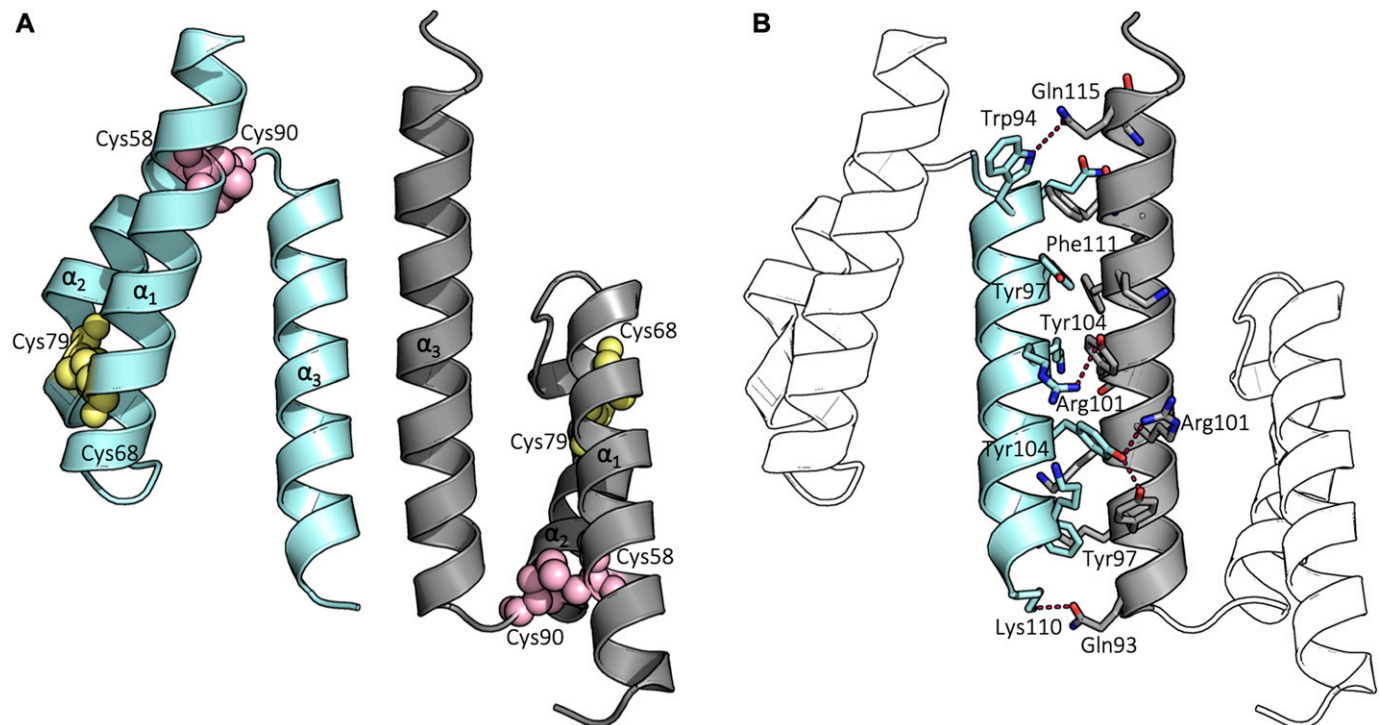 A
Cys58
Cys90
α2
α1
Cys79
Cys68
α3
α3
Cys68
Cys79
α1
α2
Cys58
Cys90
B
Gln115
Trp94
Phe111
Tyr97
Tyr104
Arg101
Arg101
Tyr104
Tyr97
Lys110
Gln93